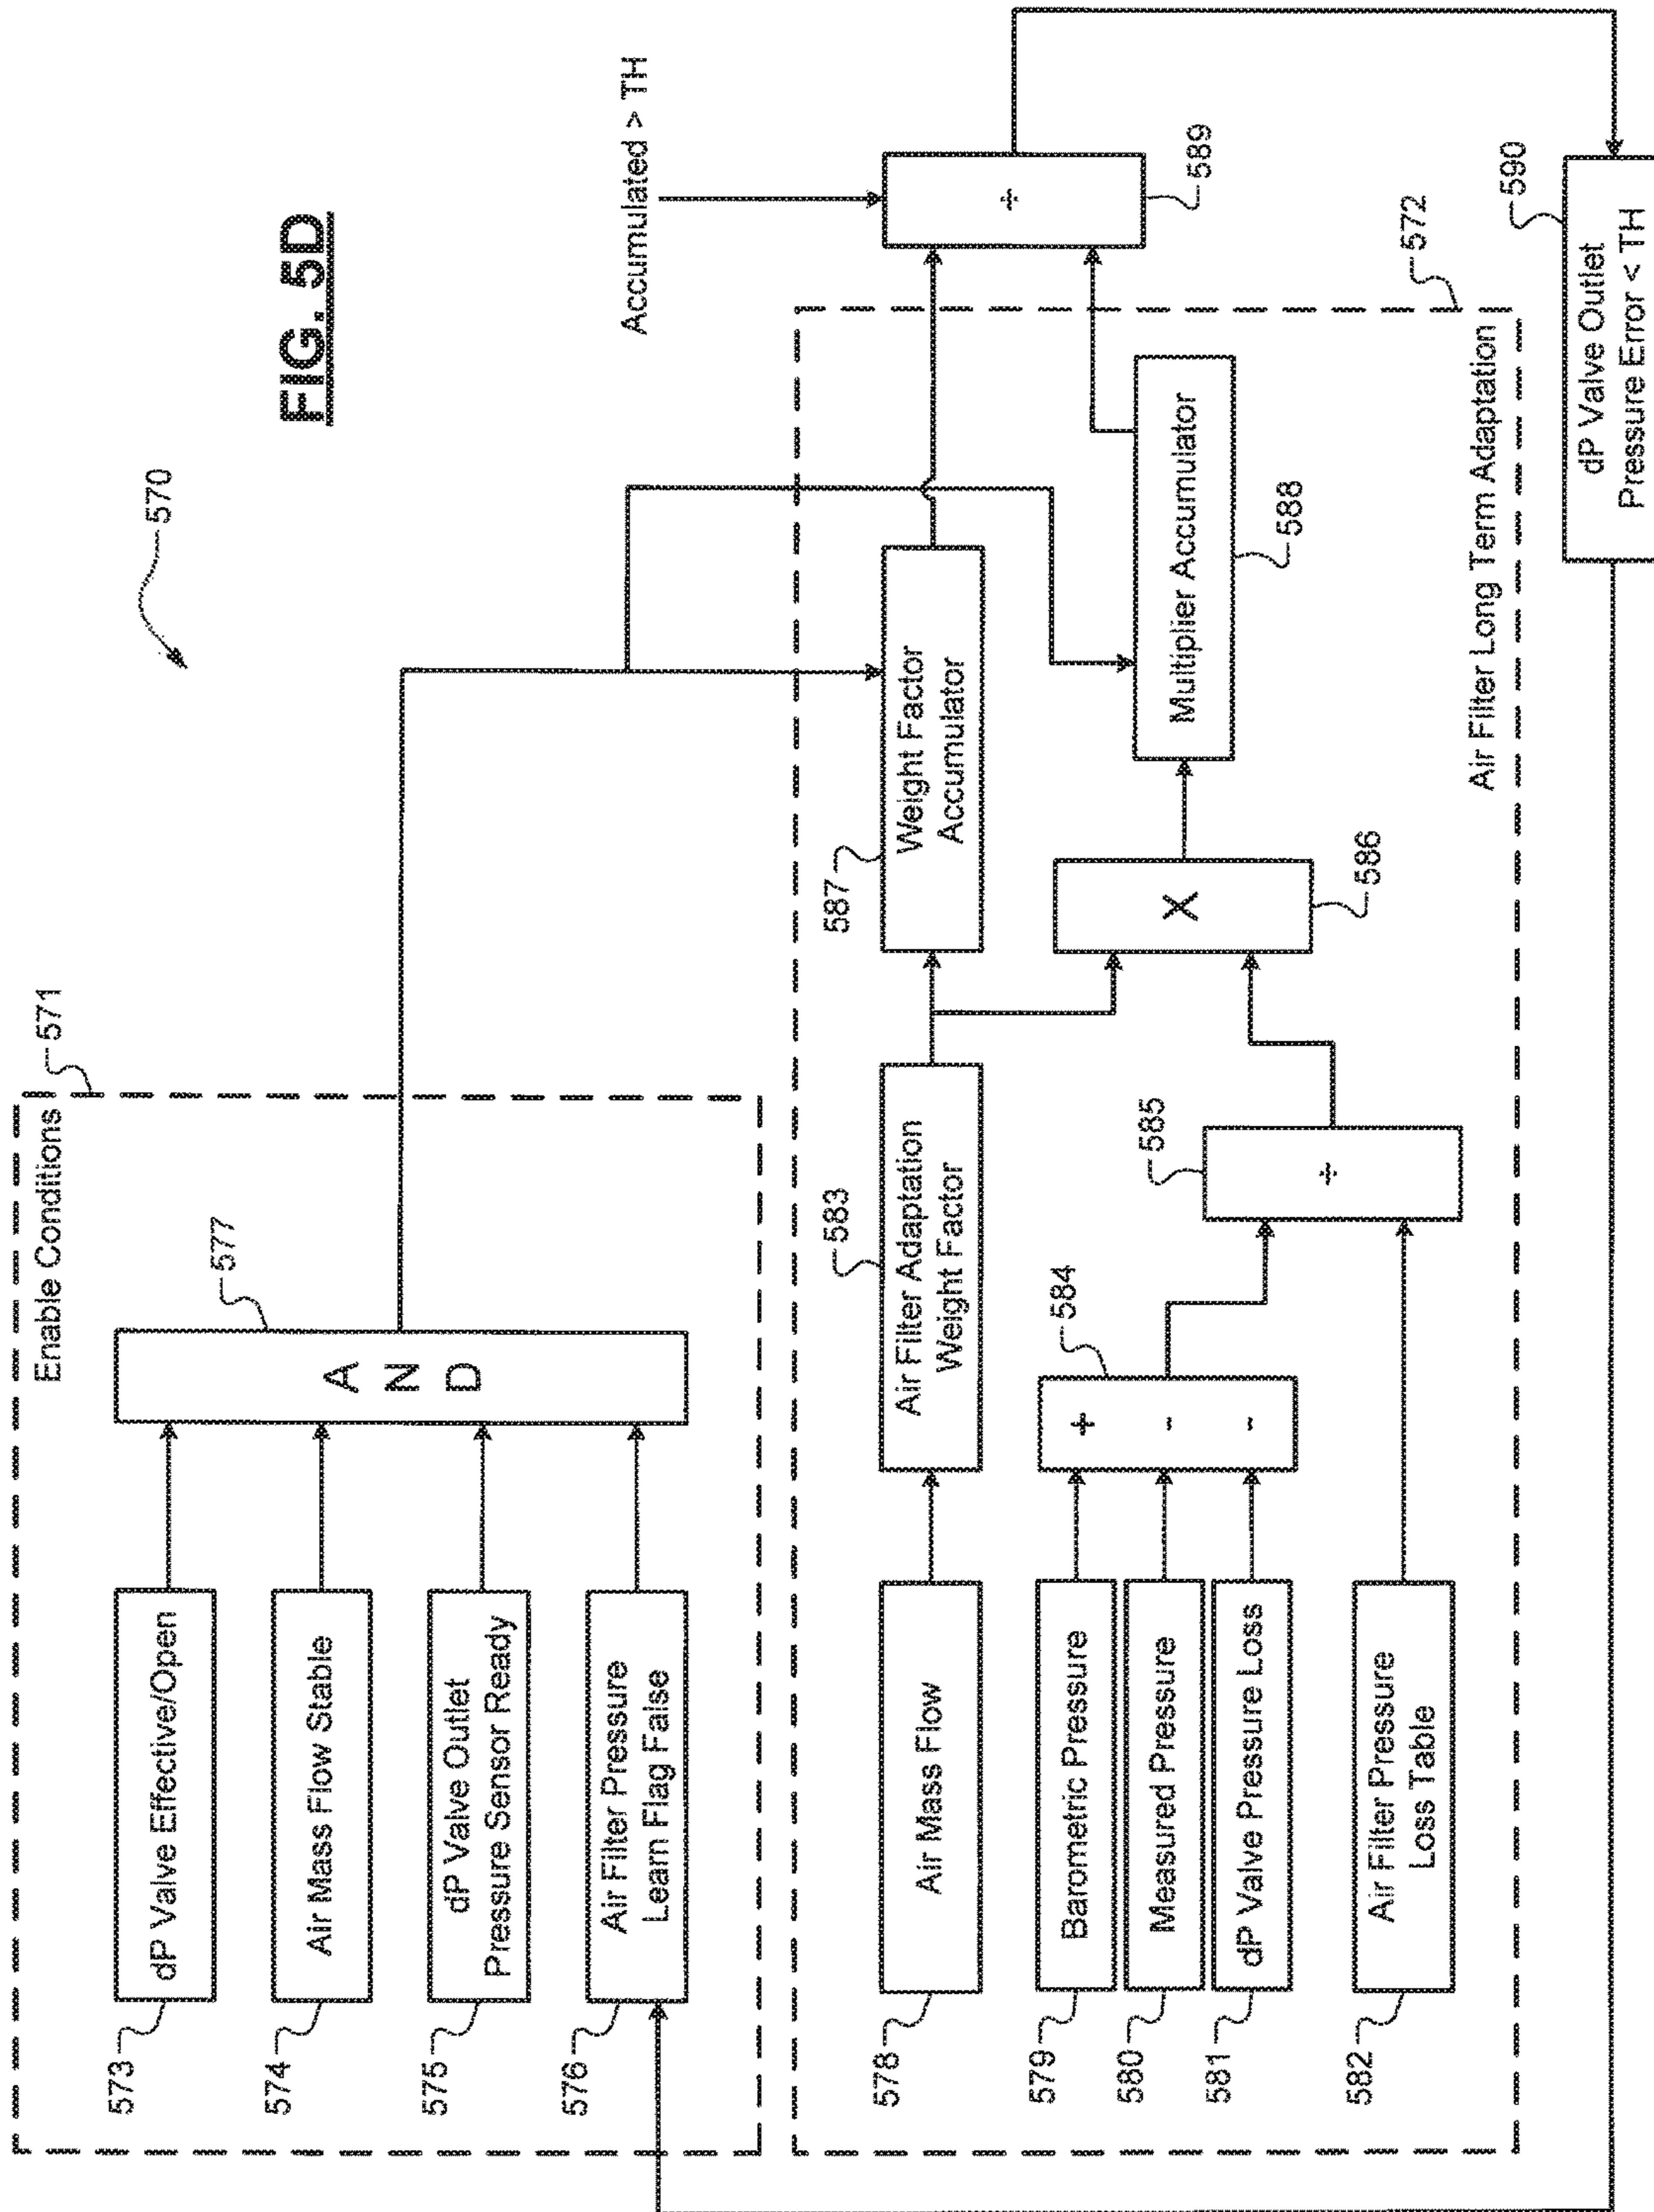 FIG. 5D
570
571
Enable Conditions
573
dP Valve Effective/Open
574
Air Mass Flow Stable
575
dP Valve Outlet
Pressure Sensor Ready
576
Air Filter Pressure
Learn Flag False
577
A
N
D
Accumulated > TH
578
Air Mass Flow
583
Air Filter Adaptation
Weight Factor
587
Weight Factor
Accumulator
579
Barometric Pressure
580
Measured Pressure
581
dP Valve Pressure Loss
584
+
-
-
582
Air Filter Pressure
Loss Table
585
÷
586
X
Multiplier Accumulator
588
÷
589
572
Air Filter Long Term Adaptation
590
dP Valve Outlet
Pressure Error < TH